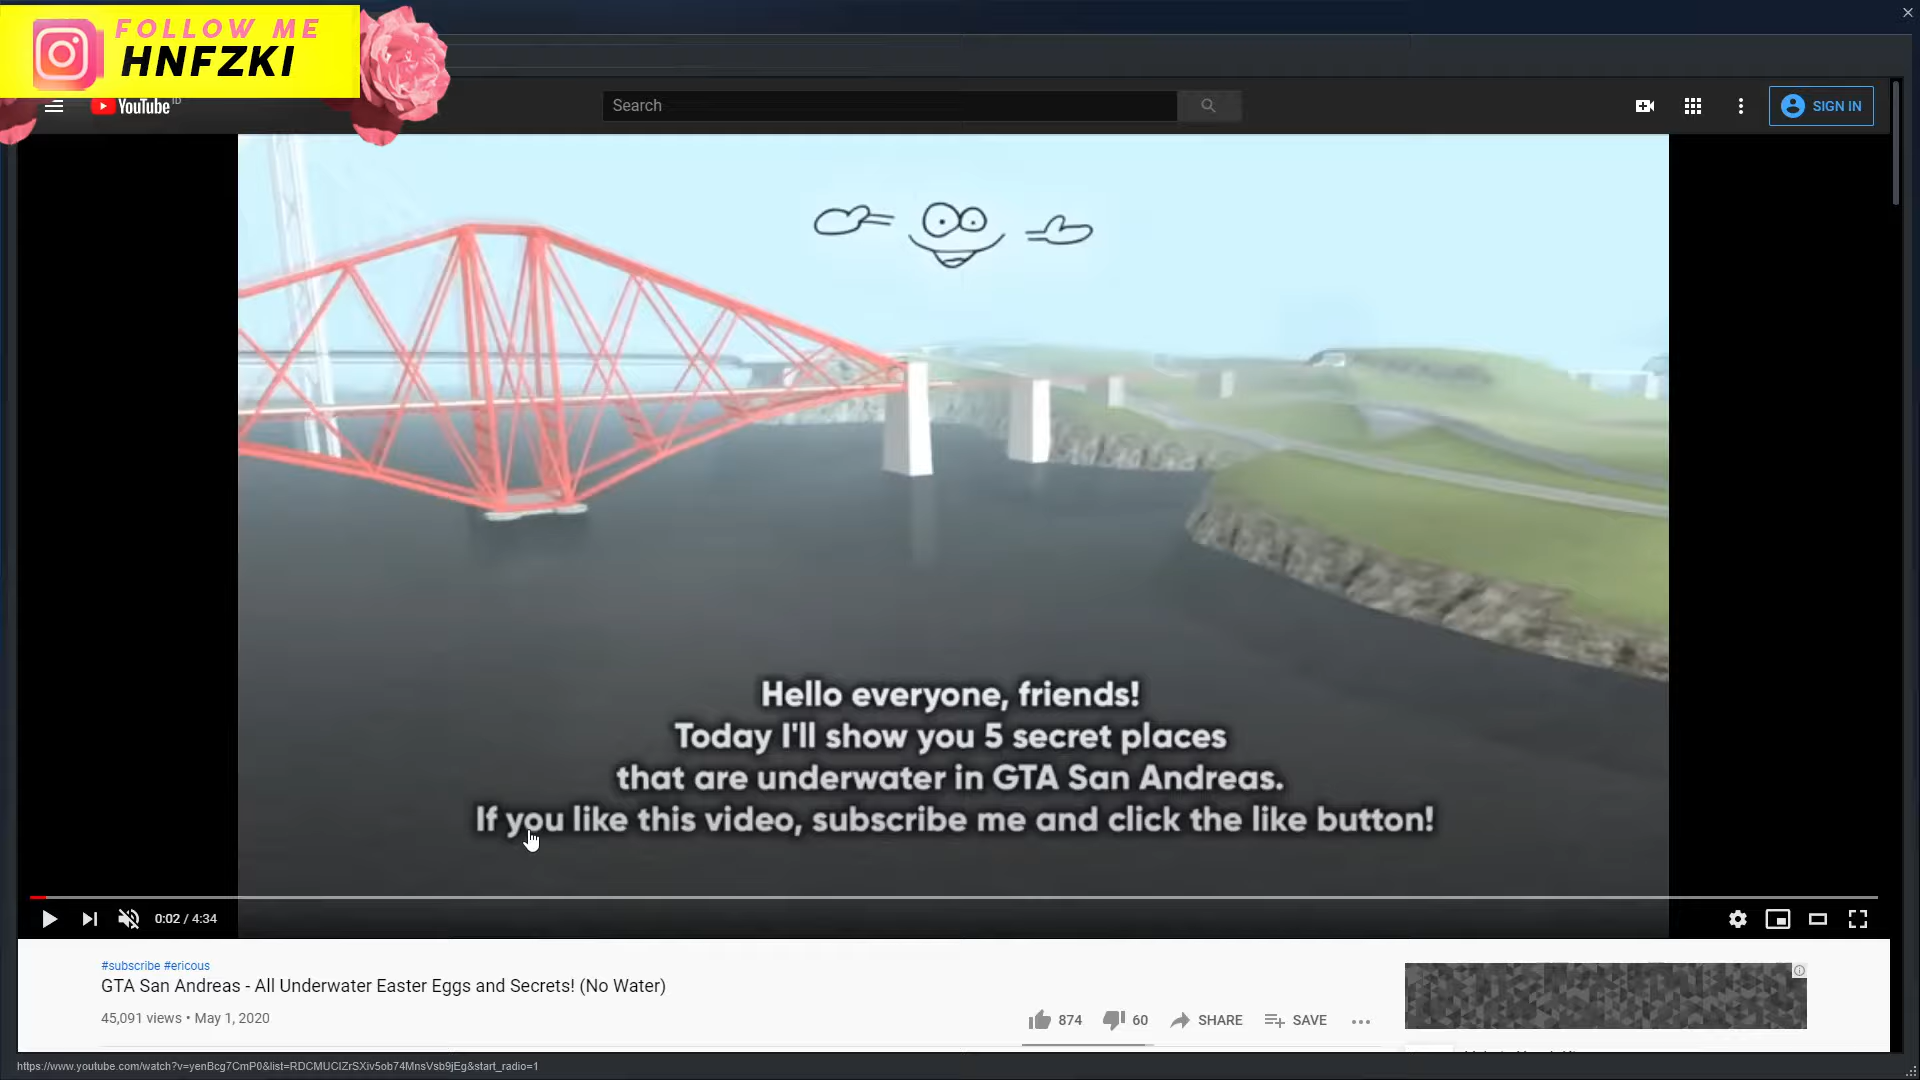 FOLLOW ME
HNFZKI
YouTube ID
Search
SIGN IN
Hello everyone, friends!
Today I'll show you 5 secret places
that are underwater in GTA San Andreas.
If you like this video, subscribe me and click the like button!
0:02 / 4:34
#subscribe #ericous
GTA San Andreas - All Underwater Easter Eggs and Secrets! (No Water)
45,091 views • May 1, 2020
874
60
SHARE
SAVE
https://www.youtube.com/watch?v=yenBcg7CmP0&list=RDCMUCIZrSXiv5ob74MnsVsb9jEg&start_radio=1